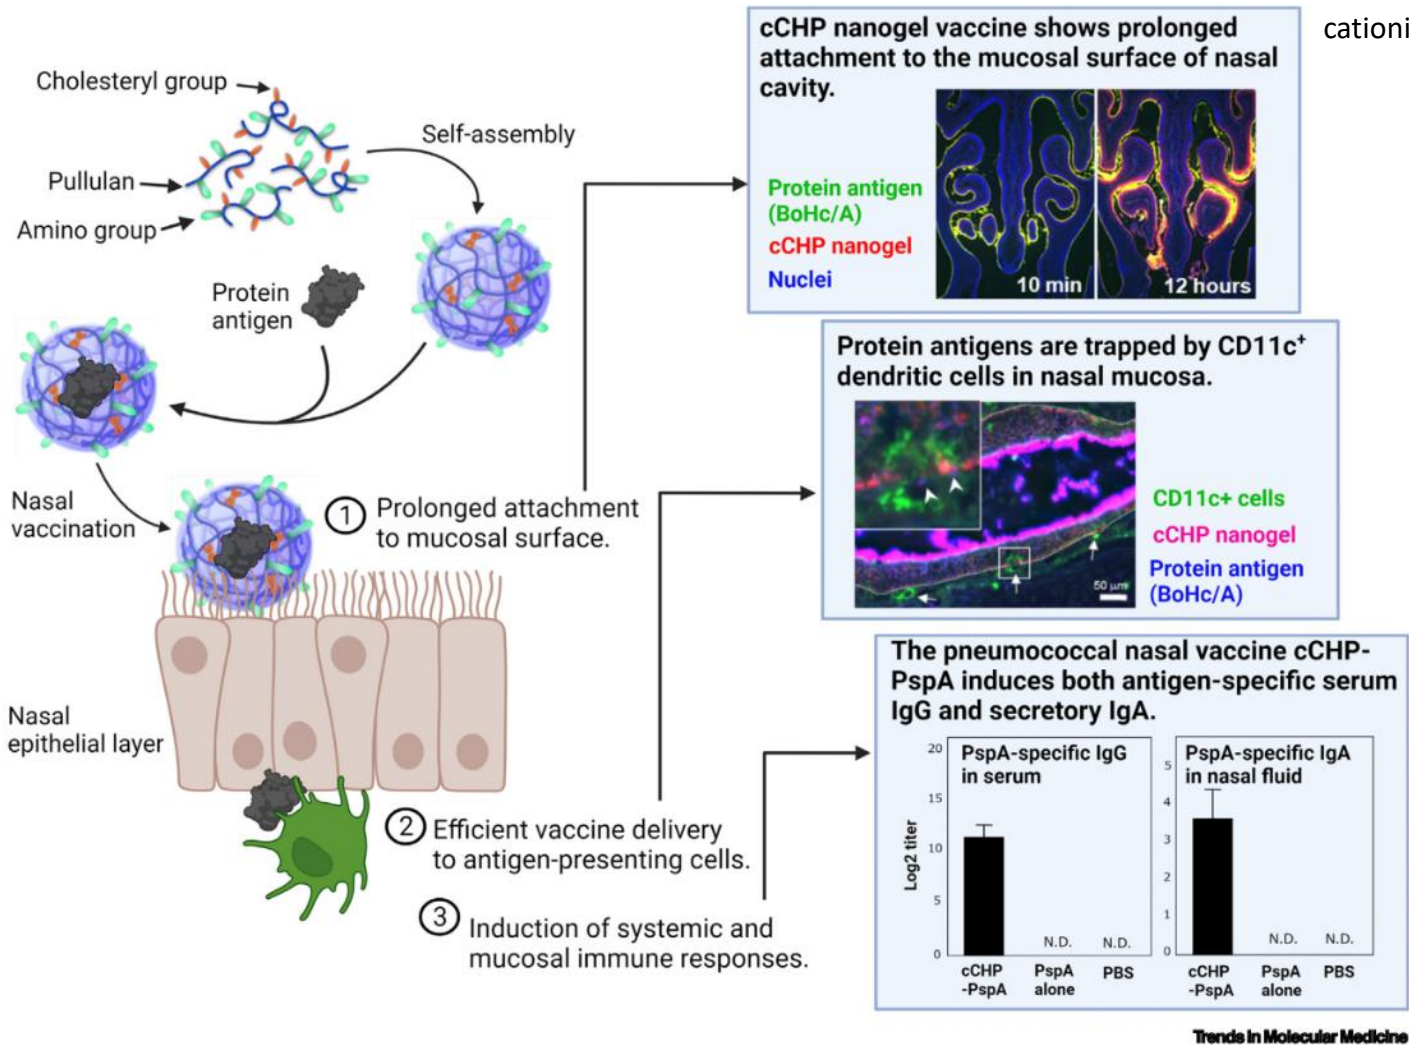 cationi
Cholesteryl group
Pullulan
Amino group
Self-assembly
Protein
antigen
Nasal
vaccination
1 Prolonged attachment
to mucosal surface.
Nasal
epithelial layer
2 Efficient vaccine delivery
to antigen-presenting cells.
3 Induction of systemic and
mucosal immune responses.
cCHP nanogel vaccine shows prolonged
attachment to the mucosal surface of nasal
cavity.
Protein antigen
(BoHc/A)
cCHP nanogel
Nuclei
10 min
12 hours
Protein antigens are trapped by CD11c⁺
dendritic cells in nasal mucosa.
CD11c+ cells
cCHP nanogel
Protein antigen
(BoHc/A)
50 μm
The pneumococcal nasal vaccine cCHP-
PspA induces both antigen-specific serum
IgG and secretory IgA.
PspA-specific IgG
in serum
Log2 titer
20
15
10
5
0
N.D.
N.D.
cCHP
-PspA
PspA
alone
PBS
PspA-specific IgA
in nasal fluid
5
4
3
2
1
0
N.D.
N.D.
cCHP
-PspA
PspA
alone
PBS
Trends in Molecular Medicine